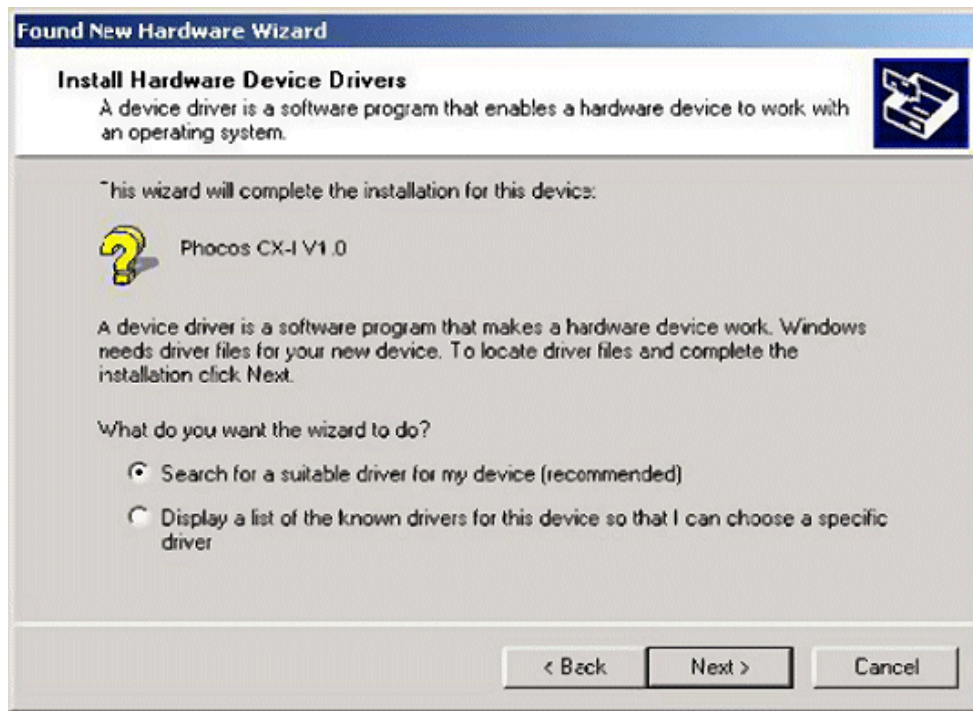 Found New Hardware Wizard
Install Hardware Device Drivers
A device driver is a software program that enables a hardware device to work with
an operating system.
This wizard will complete the installation for this device:
Phocos CX-I V1.0
A device driver is a software program that makes a hardware device work. Windows
needs driver files for your new device. To locate driver files and complete the
installation click Next.
What do you want the wizard to do?
Search for a suitable driver for my device (recommended)
Display a list of the known drivers for this device so that I can choose a specific
driver
< Back
Next >
Cancel